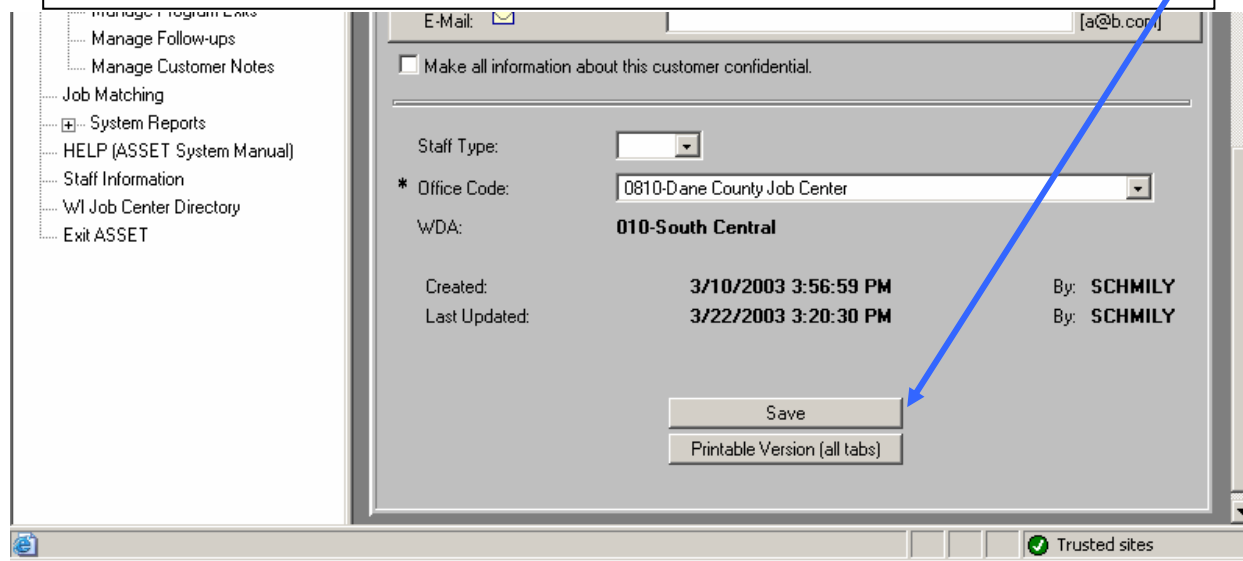 Manage Program Exits
Manage Follow-ups
Manage Customer Notes
Job Matching
System Reports
HELP (ASSET System Manual)
Staff Information
WI Job Center Directory
Exit ASSET
E-Mail: [a@b.com]
Make all information about this customer confidential.
Staff Type:
* Office Code: 0810-Dane County Job Center
WDA: 010-South Central
Created: 3/10/2003 3:56:59 PM By: SCHMILY
Last Updated: 3/22/2003 3:20:30 PM By: SCHMILY
Save
Printable Version (all tabs)
Trusted sites